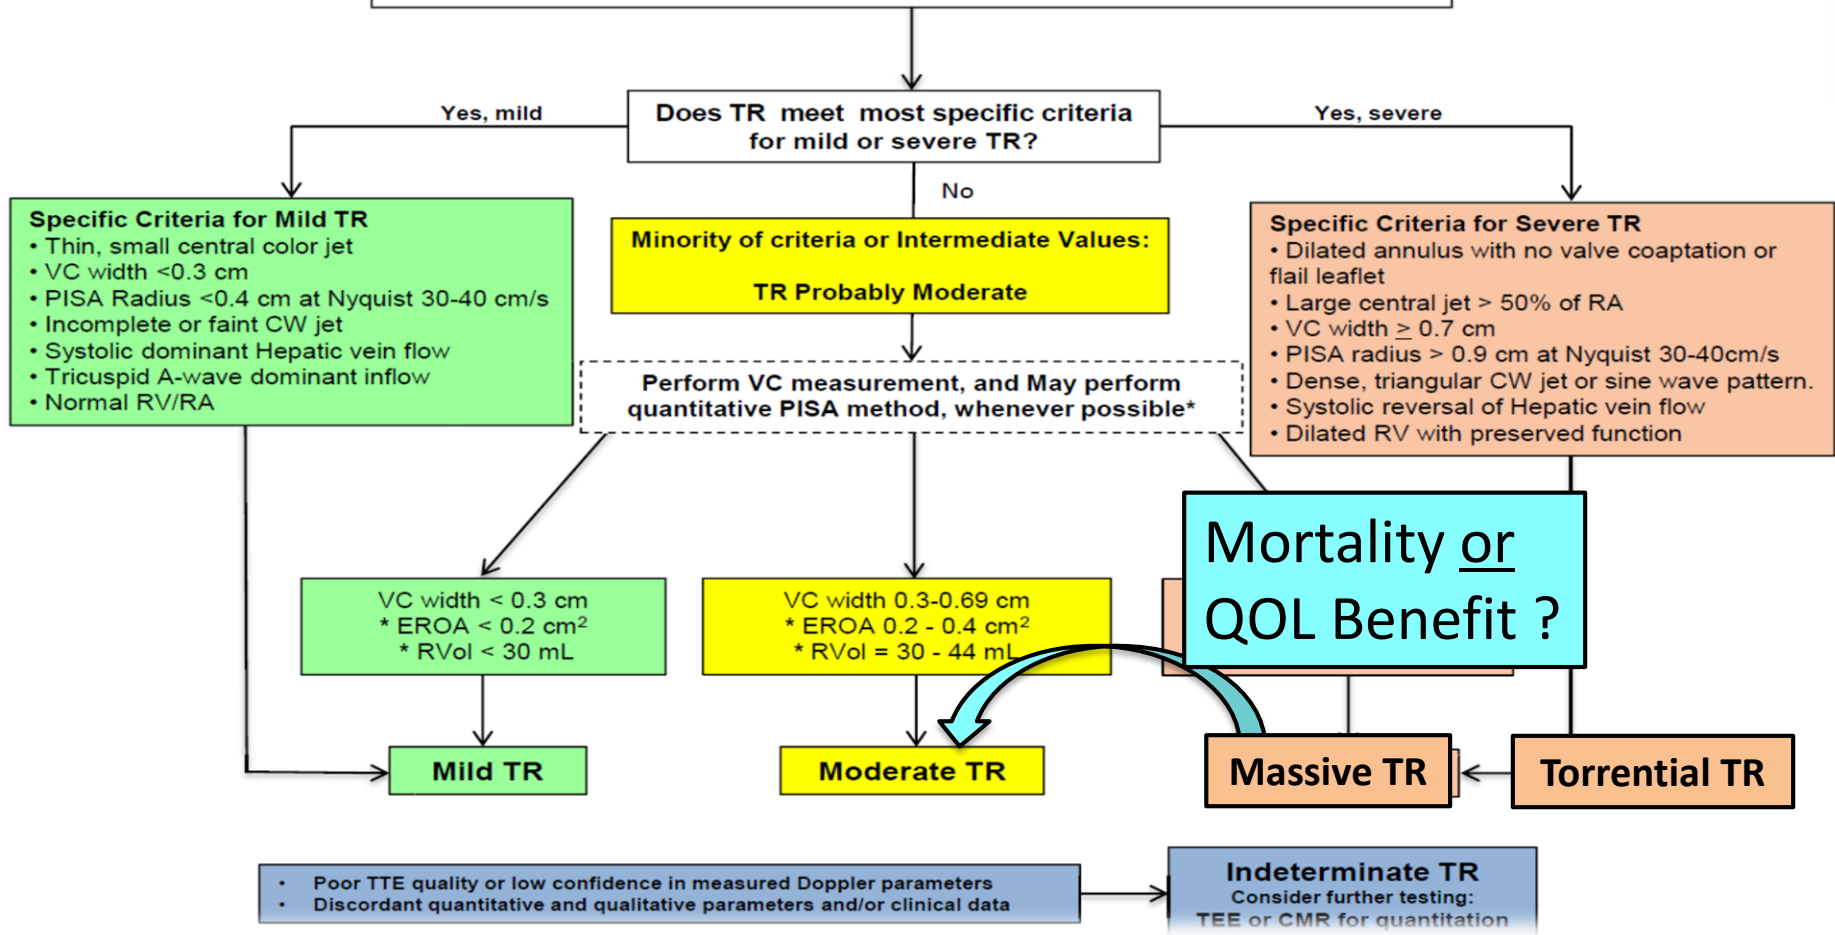 Does TR meet most specific criteria
for mild or severe TR?
Yes, mild
Yes, severe
No
Specific Criteria for Mild TR
• Thin, small central color jet
• VC width <0.3 cm
• PISA Radius <0.4 cm at Nyquist 30-40 cm/s
• Incomplete or faint CW jet
• Systolic dominant Hepatic vein flow
• Tricuspid A-wave dominant inflow
• Normal RV/RA
Minority of criteria or Intermediate Values:
TR Probably Moderate
Specific Criteria for Severe TR
• Dilated annulus with no valve coaptation or
flail leaflet
• Large central jet > 50% of RA
• VC width ≥ 0.7 cm
• PISA radius > 0.9 cm at Nyquist 30-40cm/s
• Dense, triangular CW jet or sine wave pattern.
• Systolic reversal of Hepatic vein flow
• Dilated RV with preserved function
Perform VC measurement, and May perform
quantitative PISA method, whenever possible*
VC width < 0.3 cm
* EROA < 0.2 cm²
* RVol < 30 mL
VC width 0.3-0.69 cm
* EROA 0.2 - 0.4 cm²
* RVol = 30 - 44 mL
Mortality or
QOL Benefit ?
Mild TR
Moderate TR
Massive TR
Torrential TR
• Poor TTE quality or low confidence in measured Doppler parameters
• Discordant quantitative and qualitative parameters and/or clinical data
Indeterminate TR
Consider further testing:
TEE or CMR for quantitation